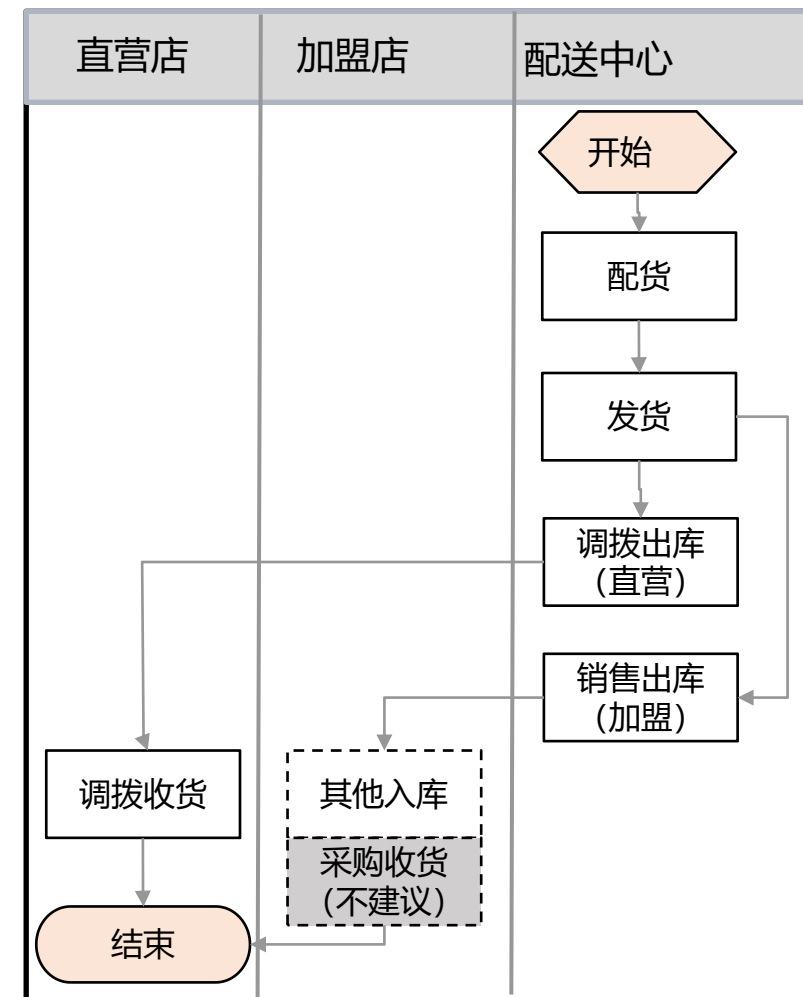 直营店
加盟店
配送中心
开始
配货
发货
调拨出库
（直营）
销售出库
（加盟）
调拨收货
其他入库
采购收货
（不建议）
结束